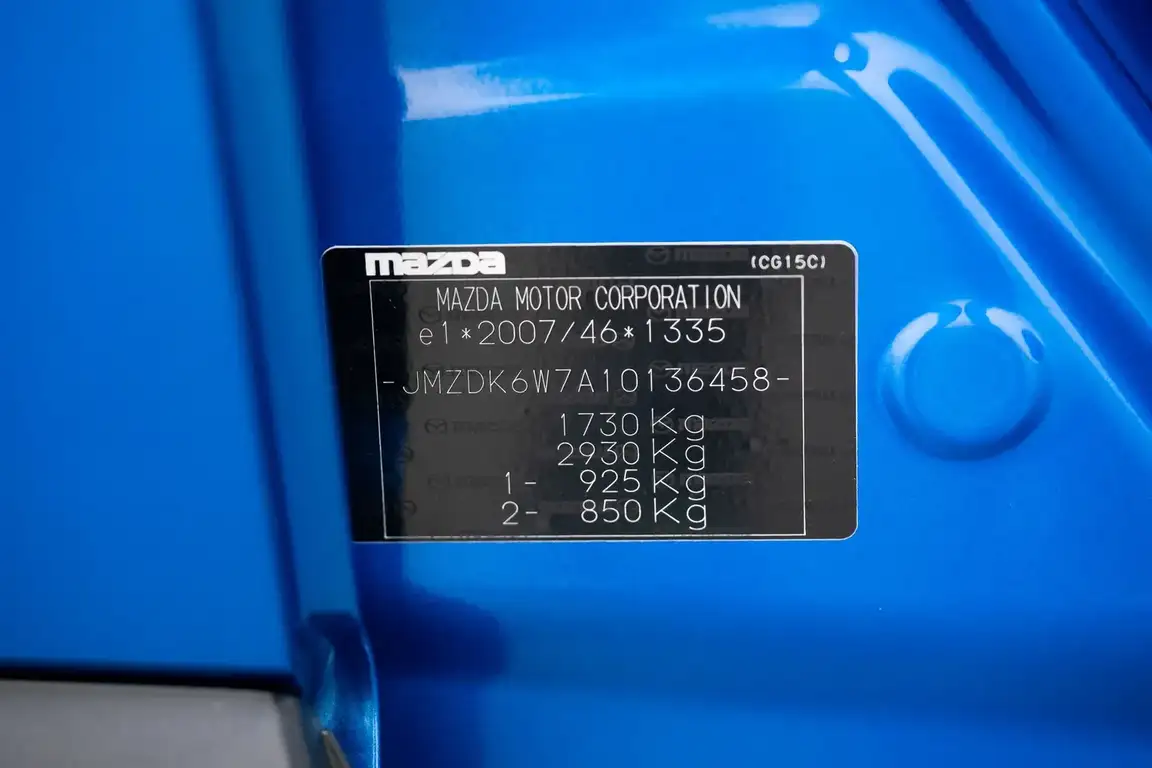 mazda (CG15C)
MAZDA MOTOR CORPORATION
e1*2007/46*1335
-JMZDK6W7A10136458-
1730 Kg
2930 Kg
1- 925 Kg
2- 850 Kg